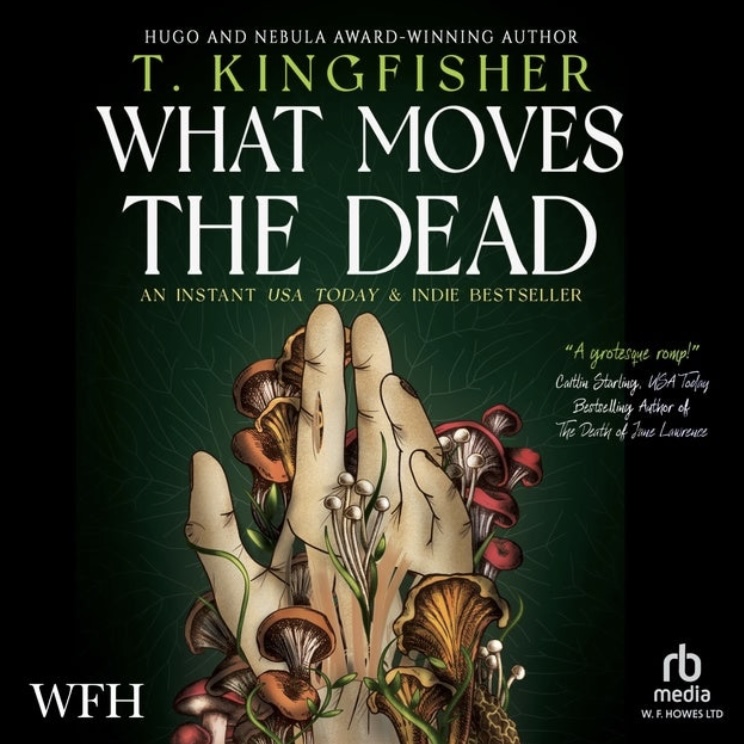 HUGO AND NEBULA AWARD-WINNING AUTHOR
T. KINGFISHER
WHAT MOVES
THE DEAD
AN INSTANT USA TODAY & INDIE BESTSELLER
“A grotesque romp!”
Caitlin Starling, USA Today
Bestselling Author of
The Death of Jane Lawrence
WFH
rb
media
W. F. HOWES LTD